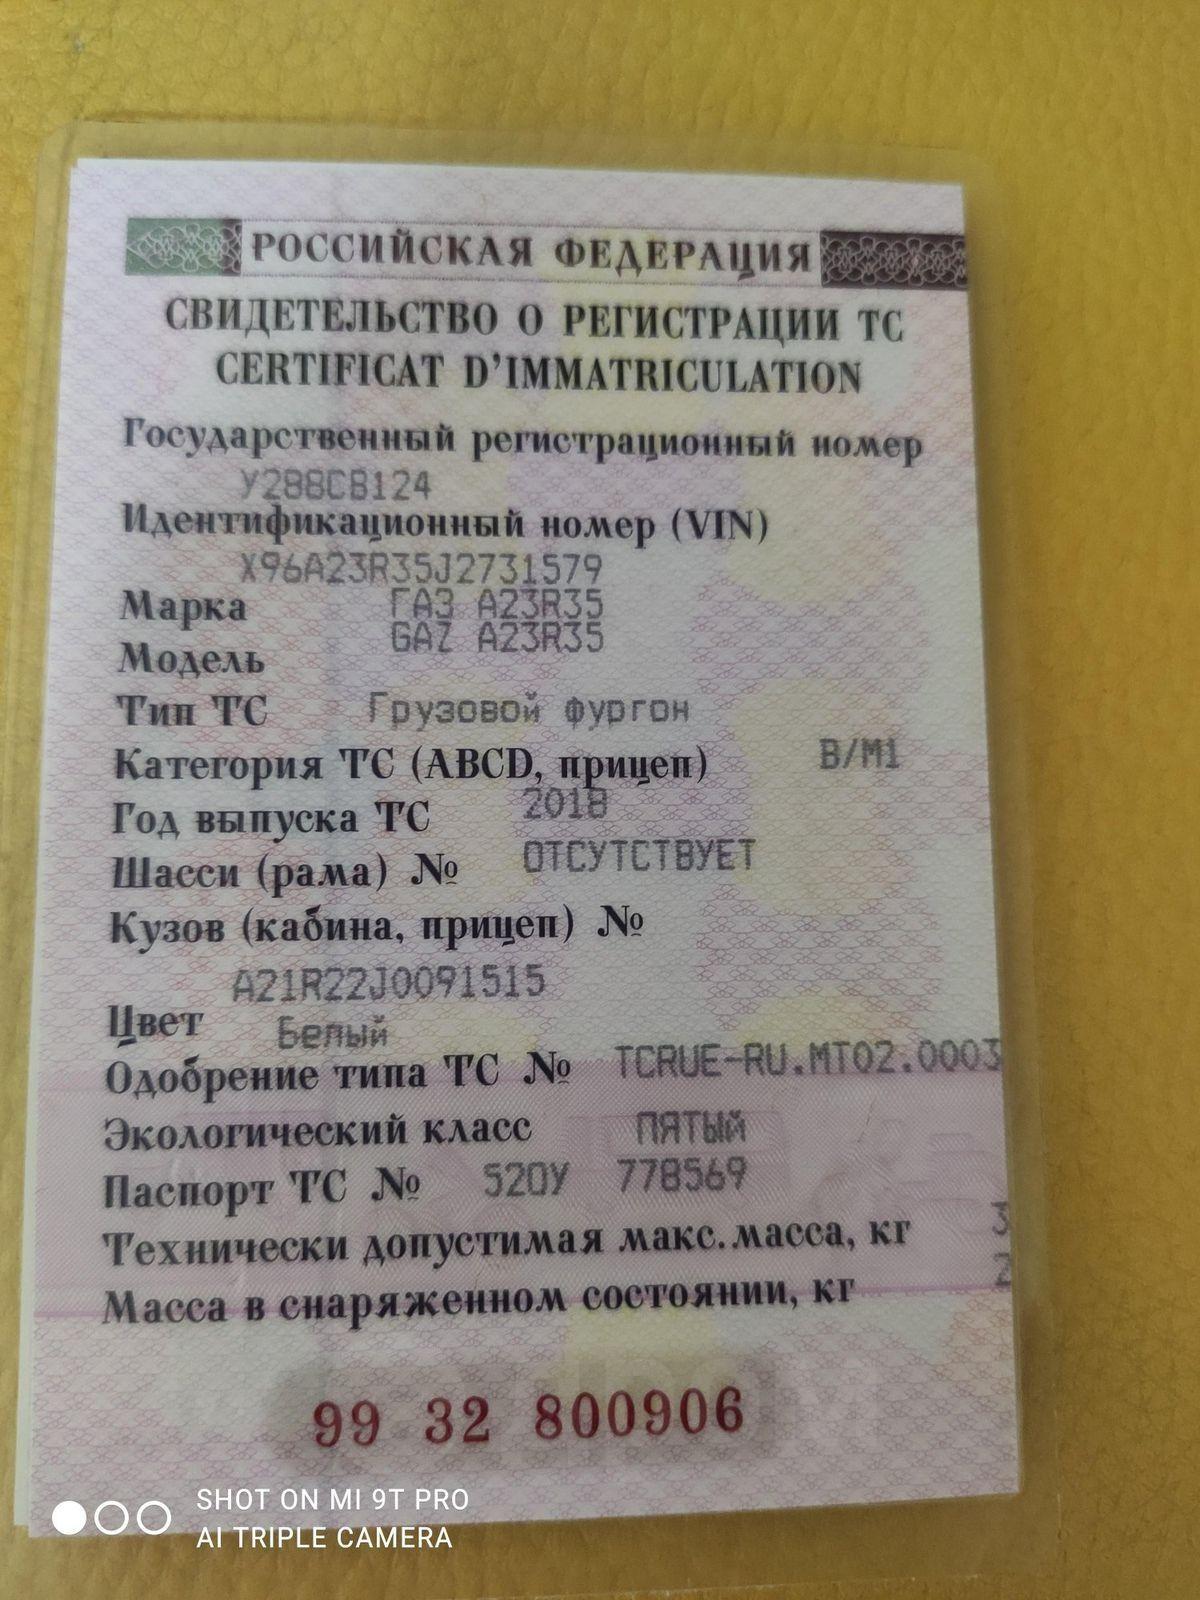 РОССИЙСКАЯ ФЕДЕРАЦИЯ
СВИДЕТЕЛЬСТВО О РЕГИСТРАЦИИ ТС
CERTIFICAT D'IMMATRICULATION
Государственный регистрационный номер
У288СВ124
Идентификационный номер (VIN)
X96A23R35J2731579
Марка ГАЗ A23R35
GAZ A23R35
Модель
Тип ТС Грузовой фургон
Категория ТС (ABCD, прицеп) B/M1
Год выпуска ТС 2018
Шасси (рама) № ОТСУТСТВУЕТ
Кузов (кабина, прицеп) №
A21R22J0091515
Цвет Белый
Одобрение типа ТС № TCRUE-RU.MT02.0003
Экологический класс ПЯТЫЙ
Паспорт ТС № 52ОУ 778569
Технически допустимая макс. масса, кг 3
Масса в снаряженном состоянии, кг 2
99 32 800906
SHOT ON MI 9T PRO
AI TRIPLE CAMERA